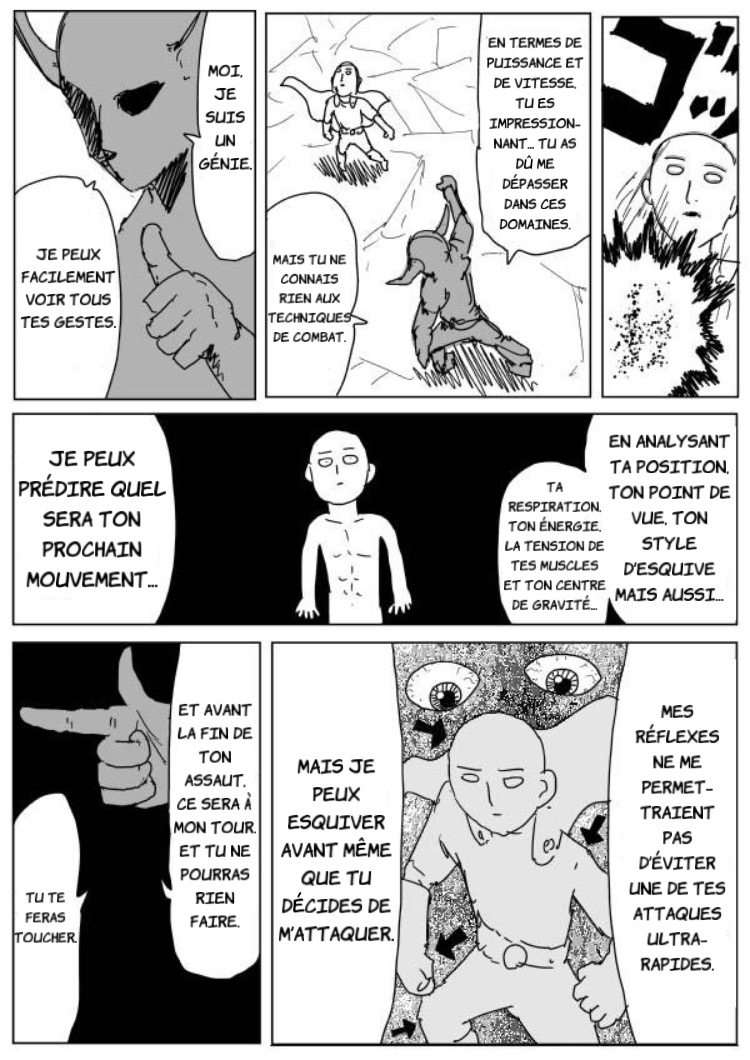 ゴ
EN TERMES DE
PUISSANCE ET
DE VITESSE,
TU ES
IMPRESSION-
NANT... TU AS
DÛ ME
DÉPASSER
DANS CES
DOMAINES.
MAIS TU NE
CONNAIS
RIEN AUX
TECHNIQUES
DE COMBAT.
MOI,
JE
SUIS
UN
GÉNIE.
JE PEUX
FACILEMENT
VOIR TOUS
TES GESTES.
EN ANALYSANT
TA POSITION,
TON POINT DE
VUE, TON
STYLE
D'ESQUIVE
MAIS AUSSI...
TA
RESPIRATION,
TON ÉNERGIE,
LA TENSION DE
TES MUSCLES
ET TON CENTRE
DE GRAVITÉ...
JE PEUX
PRÉDIRE QUEL
SERA TON
PROCHAIN
MOUVEMENT...
MES
RÉFLEXES
NE ME
PERMET-
TRAIENT
PAS
D'ÉVITER
UNE DE TES
ATTAQUES
ULTRA-
RAPIDES.
MAIS JE
PEUX
ESQUIVER
AVANT MÊME
QUE TU
DÉCIDES DE
M'ATTAQUER.
ET AVANT
LA FIN DE
TON
ASSAUT,
CE SERA À
MON TOUR,
ET TU NE
POURRAS
RIEN
FAIRE.
TU TE
FERAS
TOUCHER.